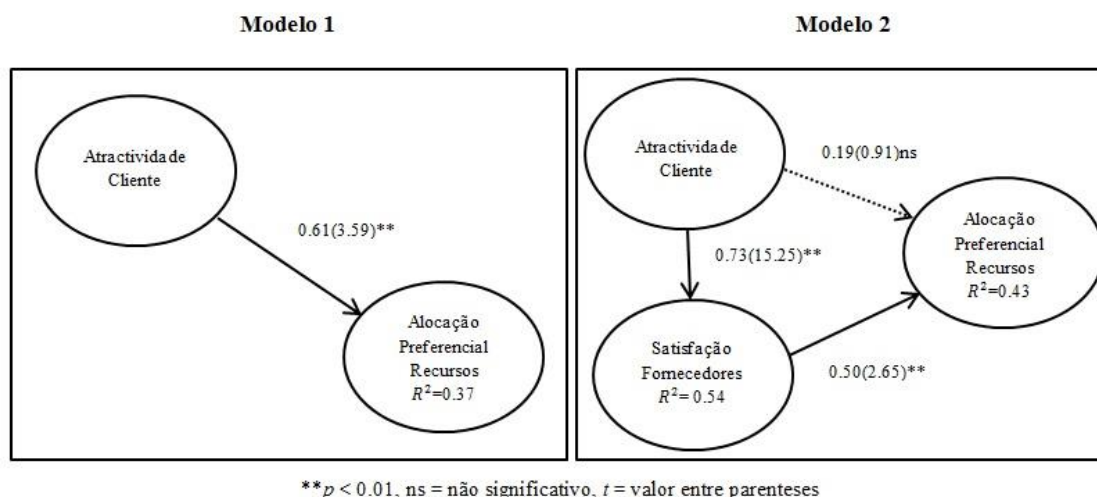 Modelo 1
Atractividade
Cliente
0.61(3.59)**
Alocação
Preferencial
Recursos
R²=0.37
Modelo 2
Atractividade
Cliente
0.19(0.91)ns
Alocação
Preferencial
Recursos
R²=0.43
0.73(15.25)**
Satisfação
Fornecedores
R²= 0.54
0.50(2.65)**
**p < 0.01, ns = não significativo, t = valor entre parenteses